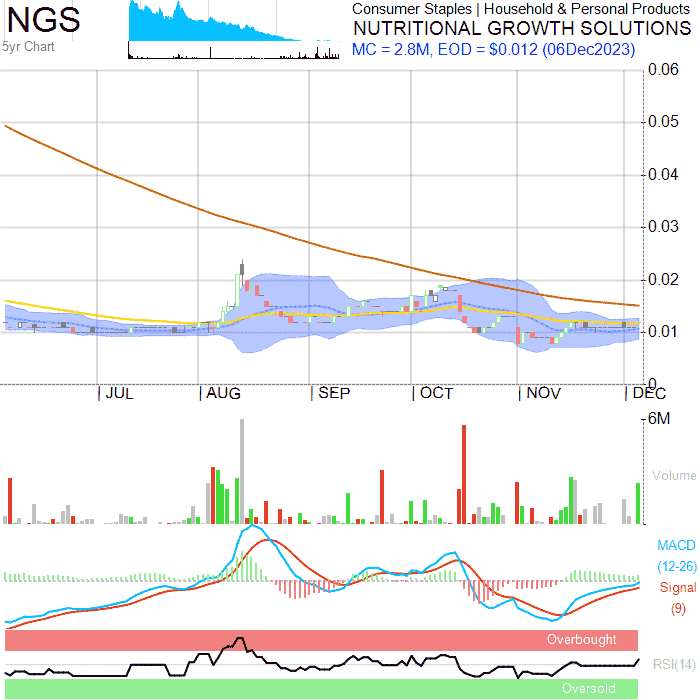 NGS
5yr Chart
Consumer Staples | Household & Personal Products
NUTRITIONAL GROWTH SOLUTIONS
MC = 2.8M, EOD = $0.012 (06Dec2023)
0.06
0.05
0.04
0.03
0.02
0.01
0
JUL
AUG
SEP
OCT
NOV
DEC
6M
Volume
MACD
(12-26)
Signal
(9)
Overbought
RSI(14)
Oversold